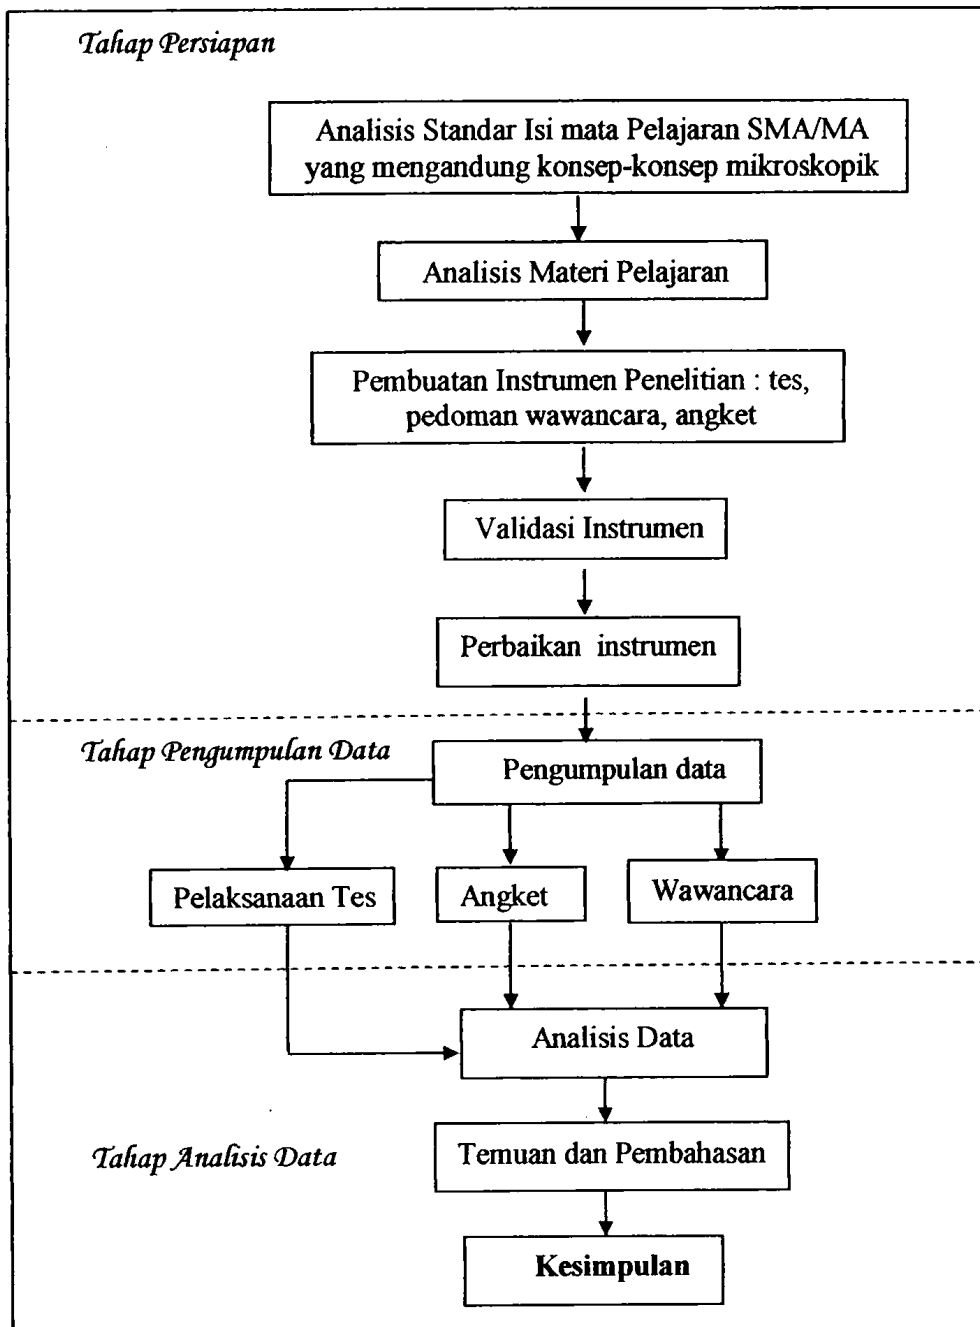 Tahap Persiapan
Analisis Standar Isi mata Pelajaran SMA/MA
yang mengandung konsep-konsep mikroskopik
Analisis Materi Pelajaran
Pembuatan Instrumen Penelitian : tes,
pedoman wawancara, angket
Validasi Instrumen
Perbaikan instrumen
Tahap Pengumpulan Data
Pengumpulan data
Pelaksanaan Tes
Angket
Wawancara
Analisis Data
Tahap Analisis Data
Temuan dan Pembahasan
Kesimpulan